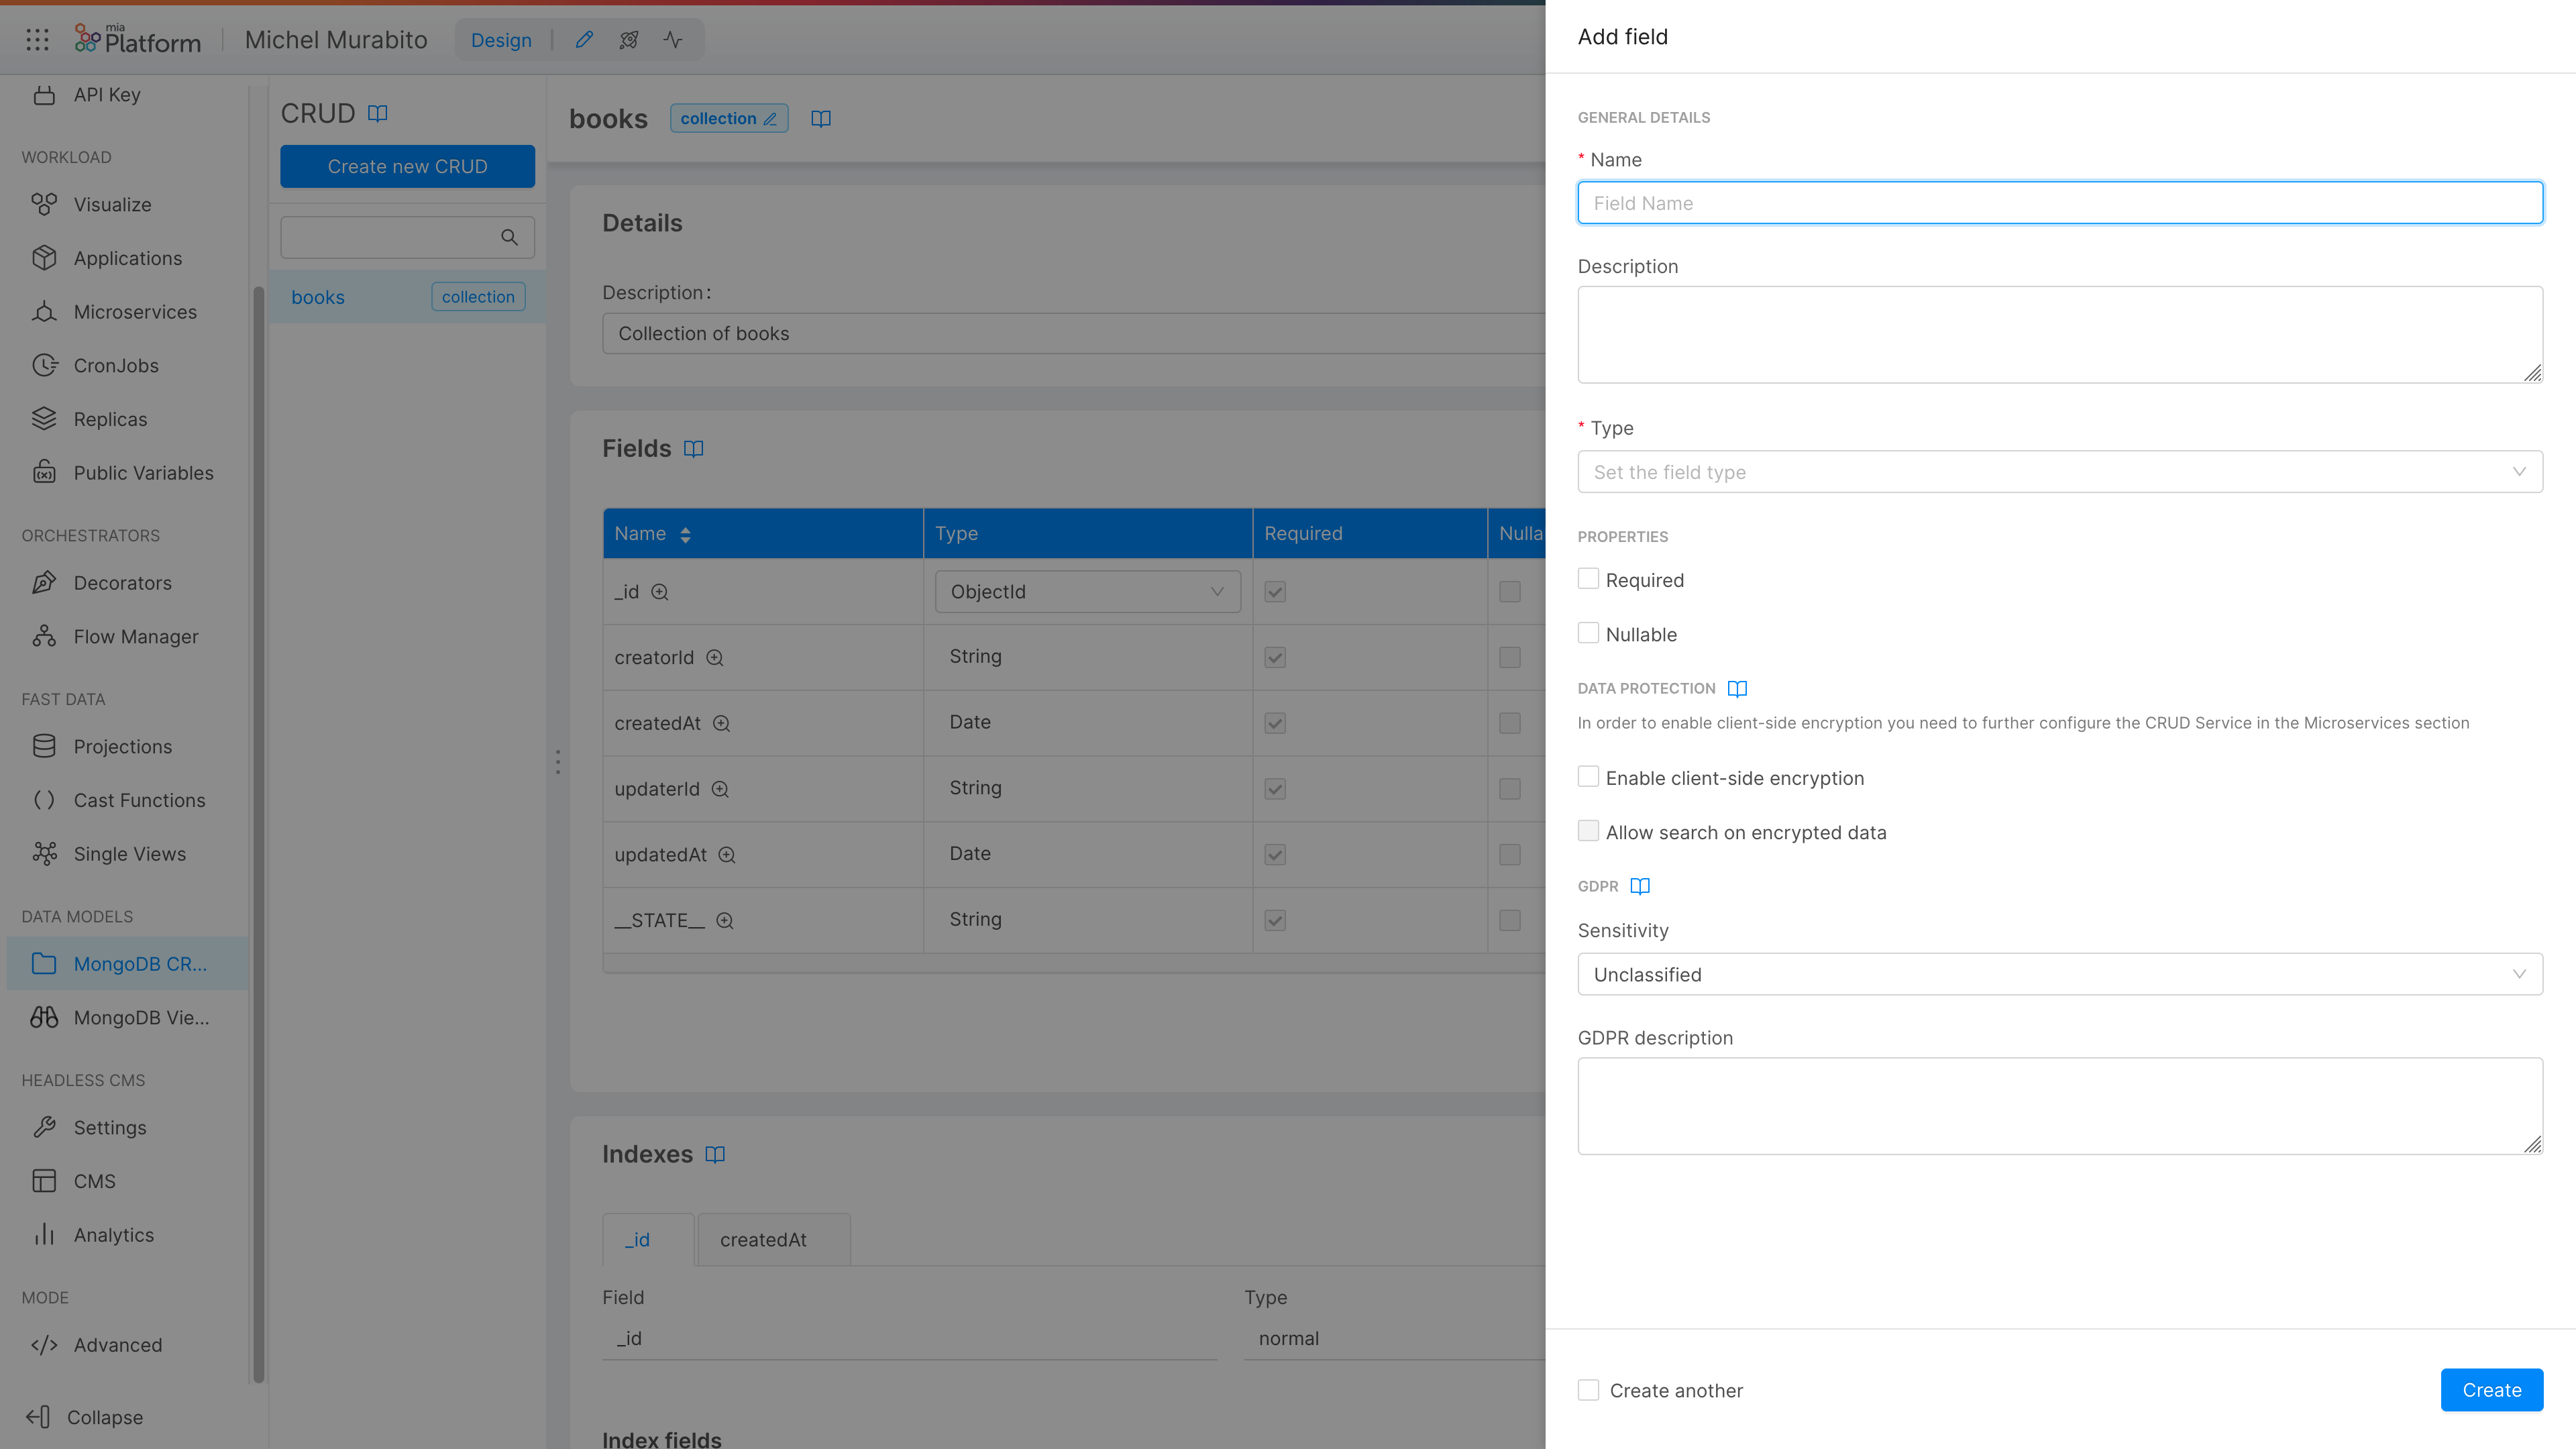 mia
Platform
Michel Murabito
Design
API Key
WORKLOAD
Visualize
Applications
Microservices
CronJobs
Replicas
Public Variables
ORCHESTRATORS
Decorators
Flow Manager
FAST DATA
Projections
Cast Functions
Single Views
DATA MODELS
MongoDB CR...
MongoDB Vie...
HEADLESS CMS
Settings
CMS
Analytics
MODE
Advanced
Collapse
CRUD
Create new CRUD
books collection
books collection
Details
Description:
Collection of books
Fields
Name Type Required Nulla
_id ObjectId
creatorId String
createdAt Date
updaterId String
updatedAt Date
__STATE__ String
Indexes
_id createdAt
Field Type
_id normal
Index fields
Add field
GENERAL DETAILS
* Name
Field Name
Description
* Type
Set the field type
PROPERTIES
Required
Nullable
DATA PROTECTION
In order to enable client-side encryption you need to further configure the CRUD Service in the Microservices section
Enable client-side encryption
Allow search on encrypted data
GDPR
Sensitivity
Unclassified
GDPR description
Create another
Create